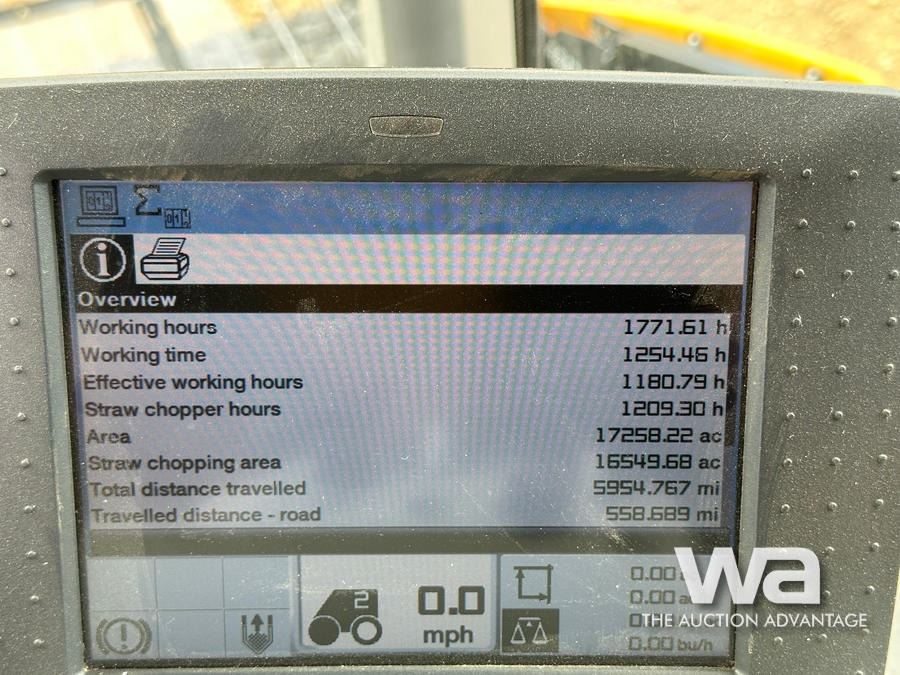 Overview
Working hours 1771.61 h
Working time 1254.46 h
Effective working hours 1180.79 h
Straw chopper hours 1209.30 h
Area 17258.22 ac
Straw chopping area 16549.68 ac
Total distance travelled 5954.767 mi
Travelled distance - road 558.689 mi
2
0.0
mph
0.00
0.00
0.00 bu/h
wa
THE AUCTION ADVANTAGE